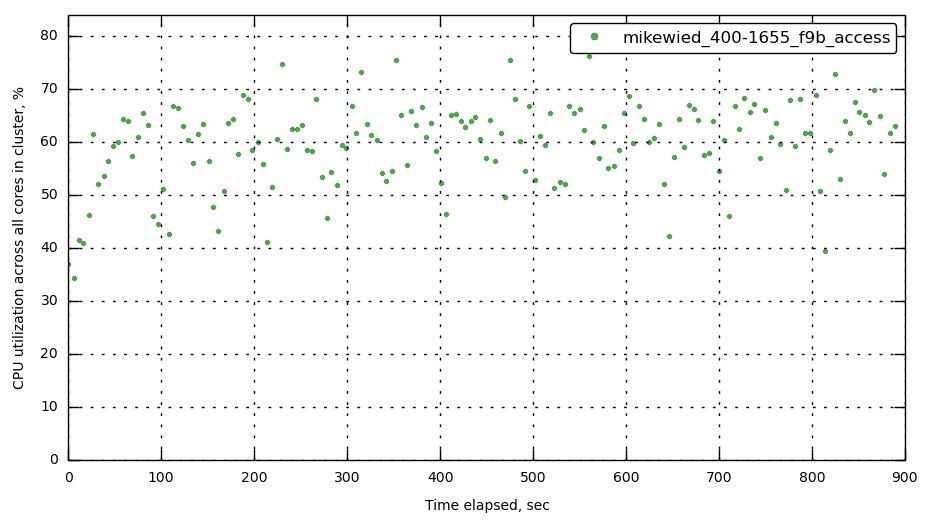 mikewied_400-1655_f9b_access
CPU utilization across all cores in cluster, %
80
70
60
50
40
30
20
10
0
0 100 200 300 400 500 600 700 800 900
Time elapsed, sec